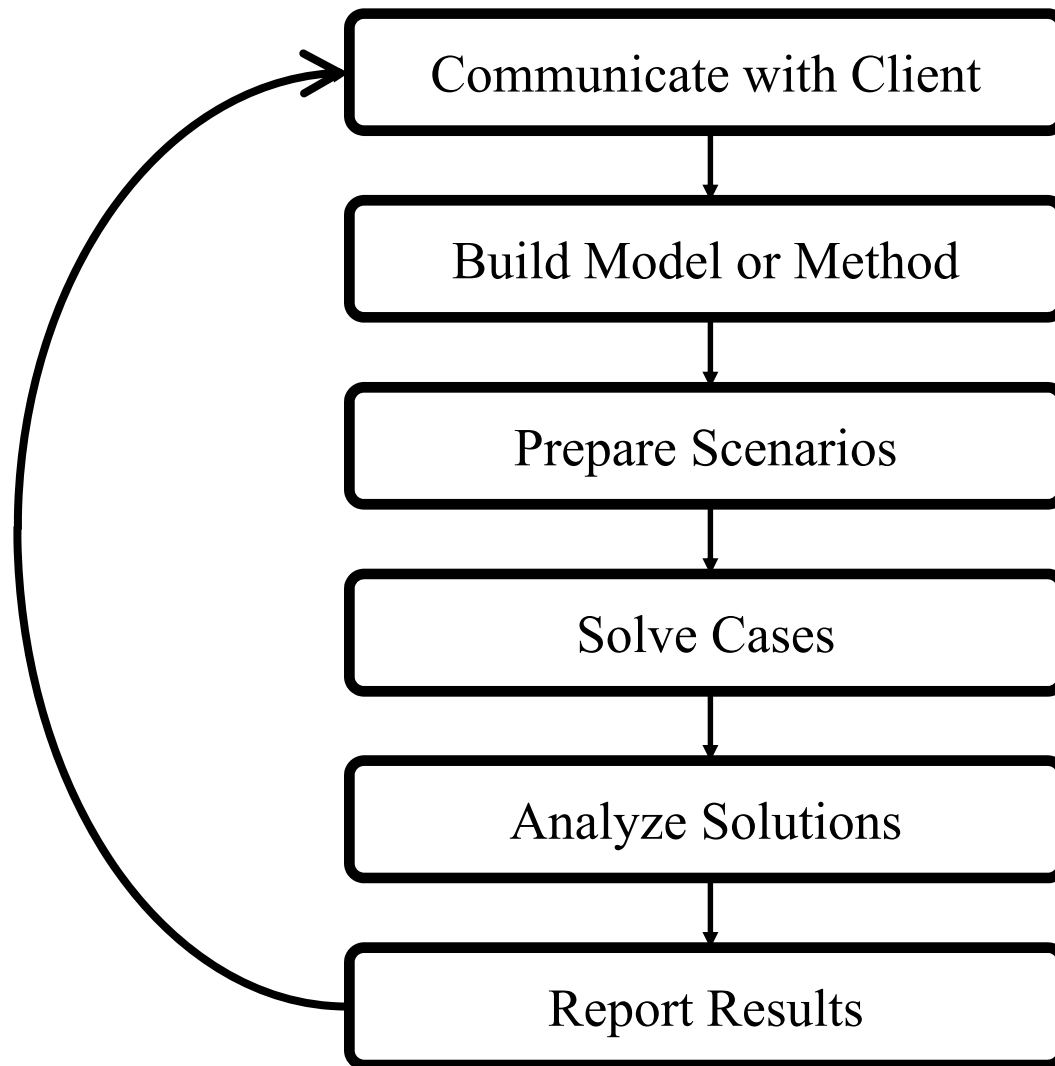 Communicate with Client
Build Model or Method
Prepare Scenarios
Solve Cases
Analyze Solutions
Report Results